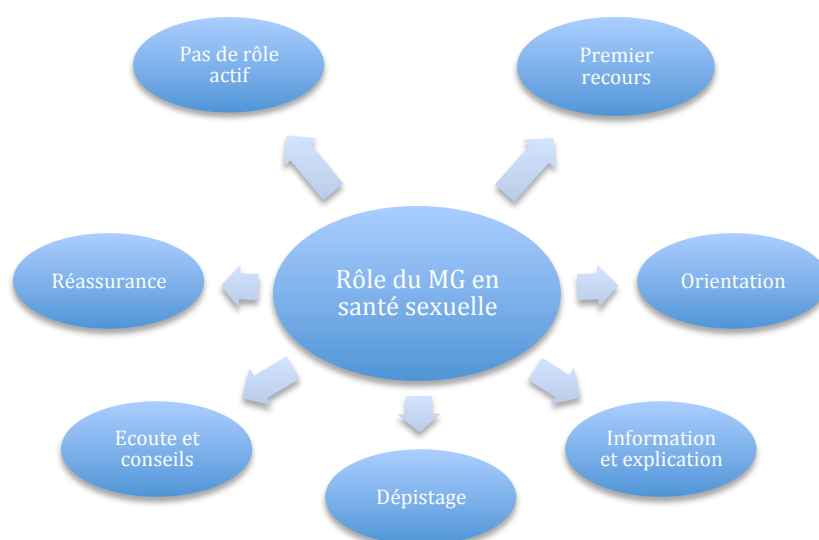 Pas de rôle
actif
Premier
recours
Réassurance
Rôle du MG en
santé sexuelle
Orientation
Ecoute et
conseils
Information
et explication
Dépistage